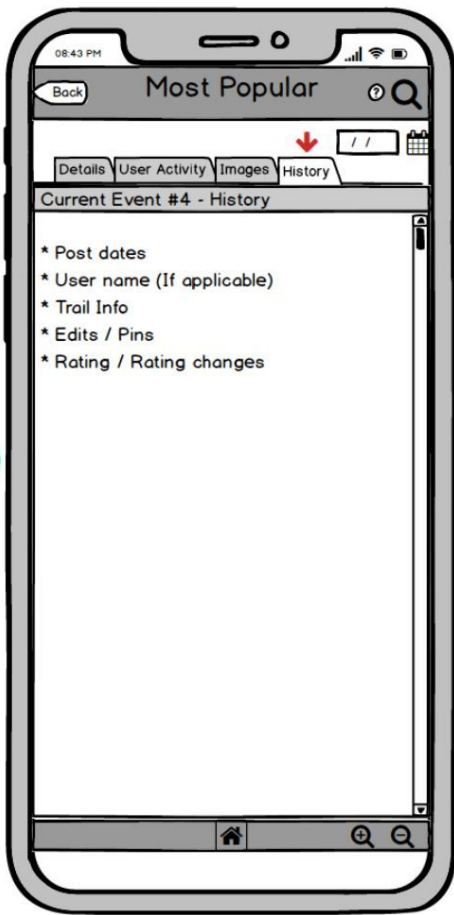 08:43 PM
Back
Most Popular
?
/ /
Details User Activity Images History
Current Event #4 - History
* Post dates
* User name (If applicable)
* Trail Info
* Edits / Pins
* Rating / Rating changes